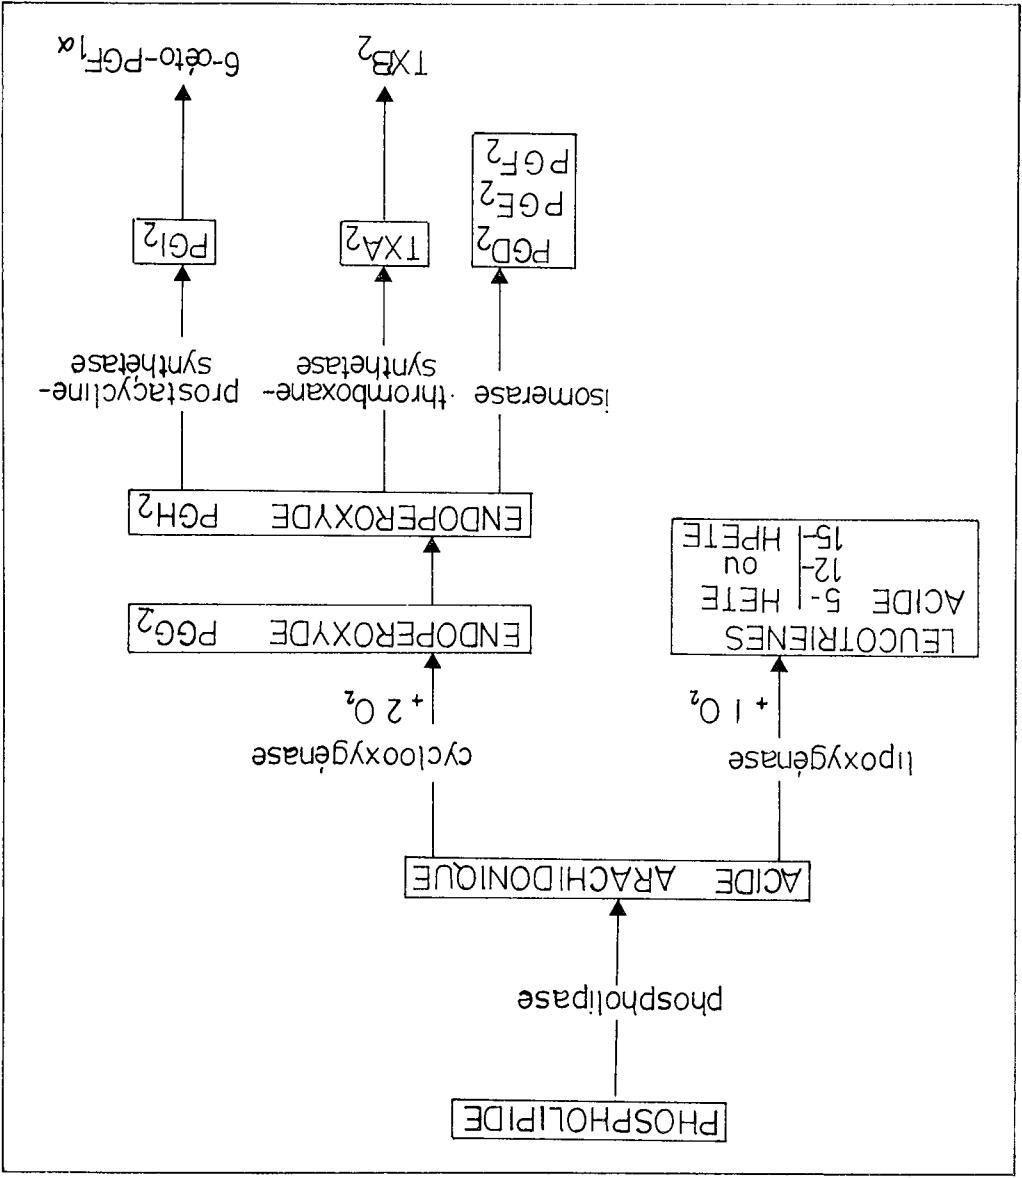 PHOSPHOLIPIDE
phospholipase
ACIDE ARACHIDONIQUE
lipoxygénase
+ 1 O₂
cyclooxygénase
+ 2 O₂
LEUCOTRIENES
ACIDE 5- HETE
12- ou
15- HPETE
ENDOPEROXYDE PGG₂
ENDOPEROXYDE PGH₂
isomerase
thromboxane-
synthetase
prostacycline-
synthetase
PGD₂
PGE₂
PGF₂
TXA₂
PGI₂
TXB₂
6-céto-PGF₁α